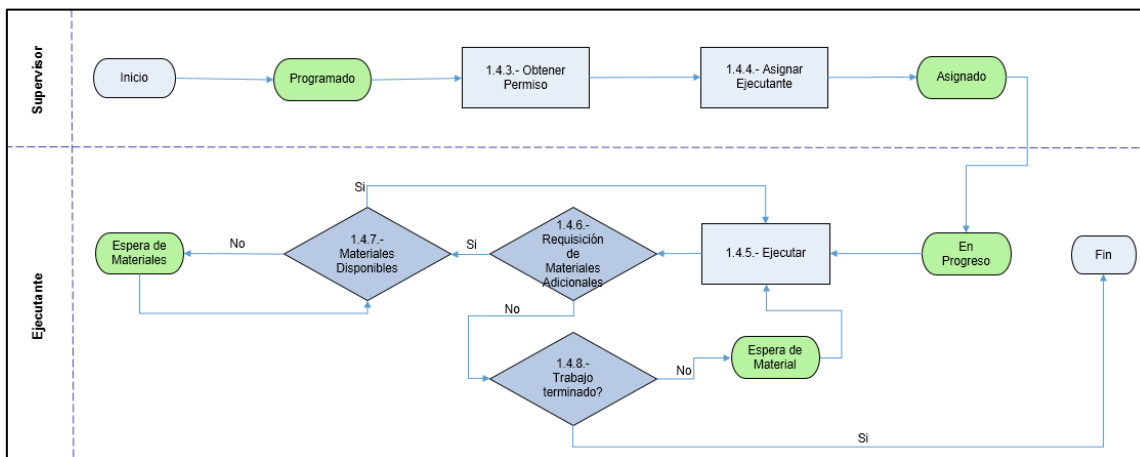 Supervisor
Inicio
Programado
1.4.3.- Obtener
Permiso
1.4.4.- Asignar
Ejecutante
Asignado
Ejecutante
Si
Espera de
Materiales
No
1.4.7.-
Materiales
Disponibles
Si
1.4.6.-
Requisición
de
Materiales
Adicionales
1.4.5.- Ejecutar
En
Progreso
Fin
No
1.4.8.-
Trabajo
terminado?
No
Espera de
Material
Si